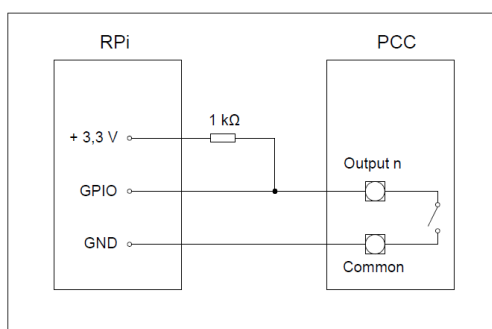 RPi
PCC
1 kΩ
+ 3,3 V
Output n
GPIO
GND
Common